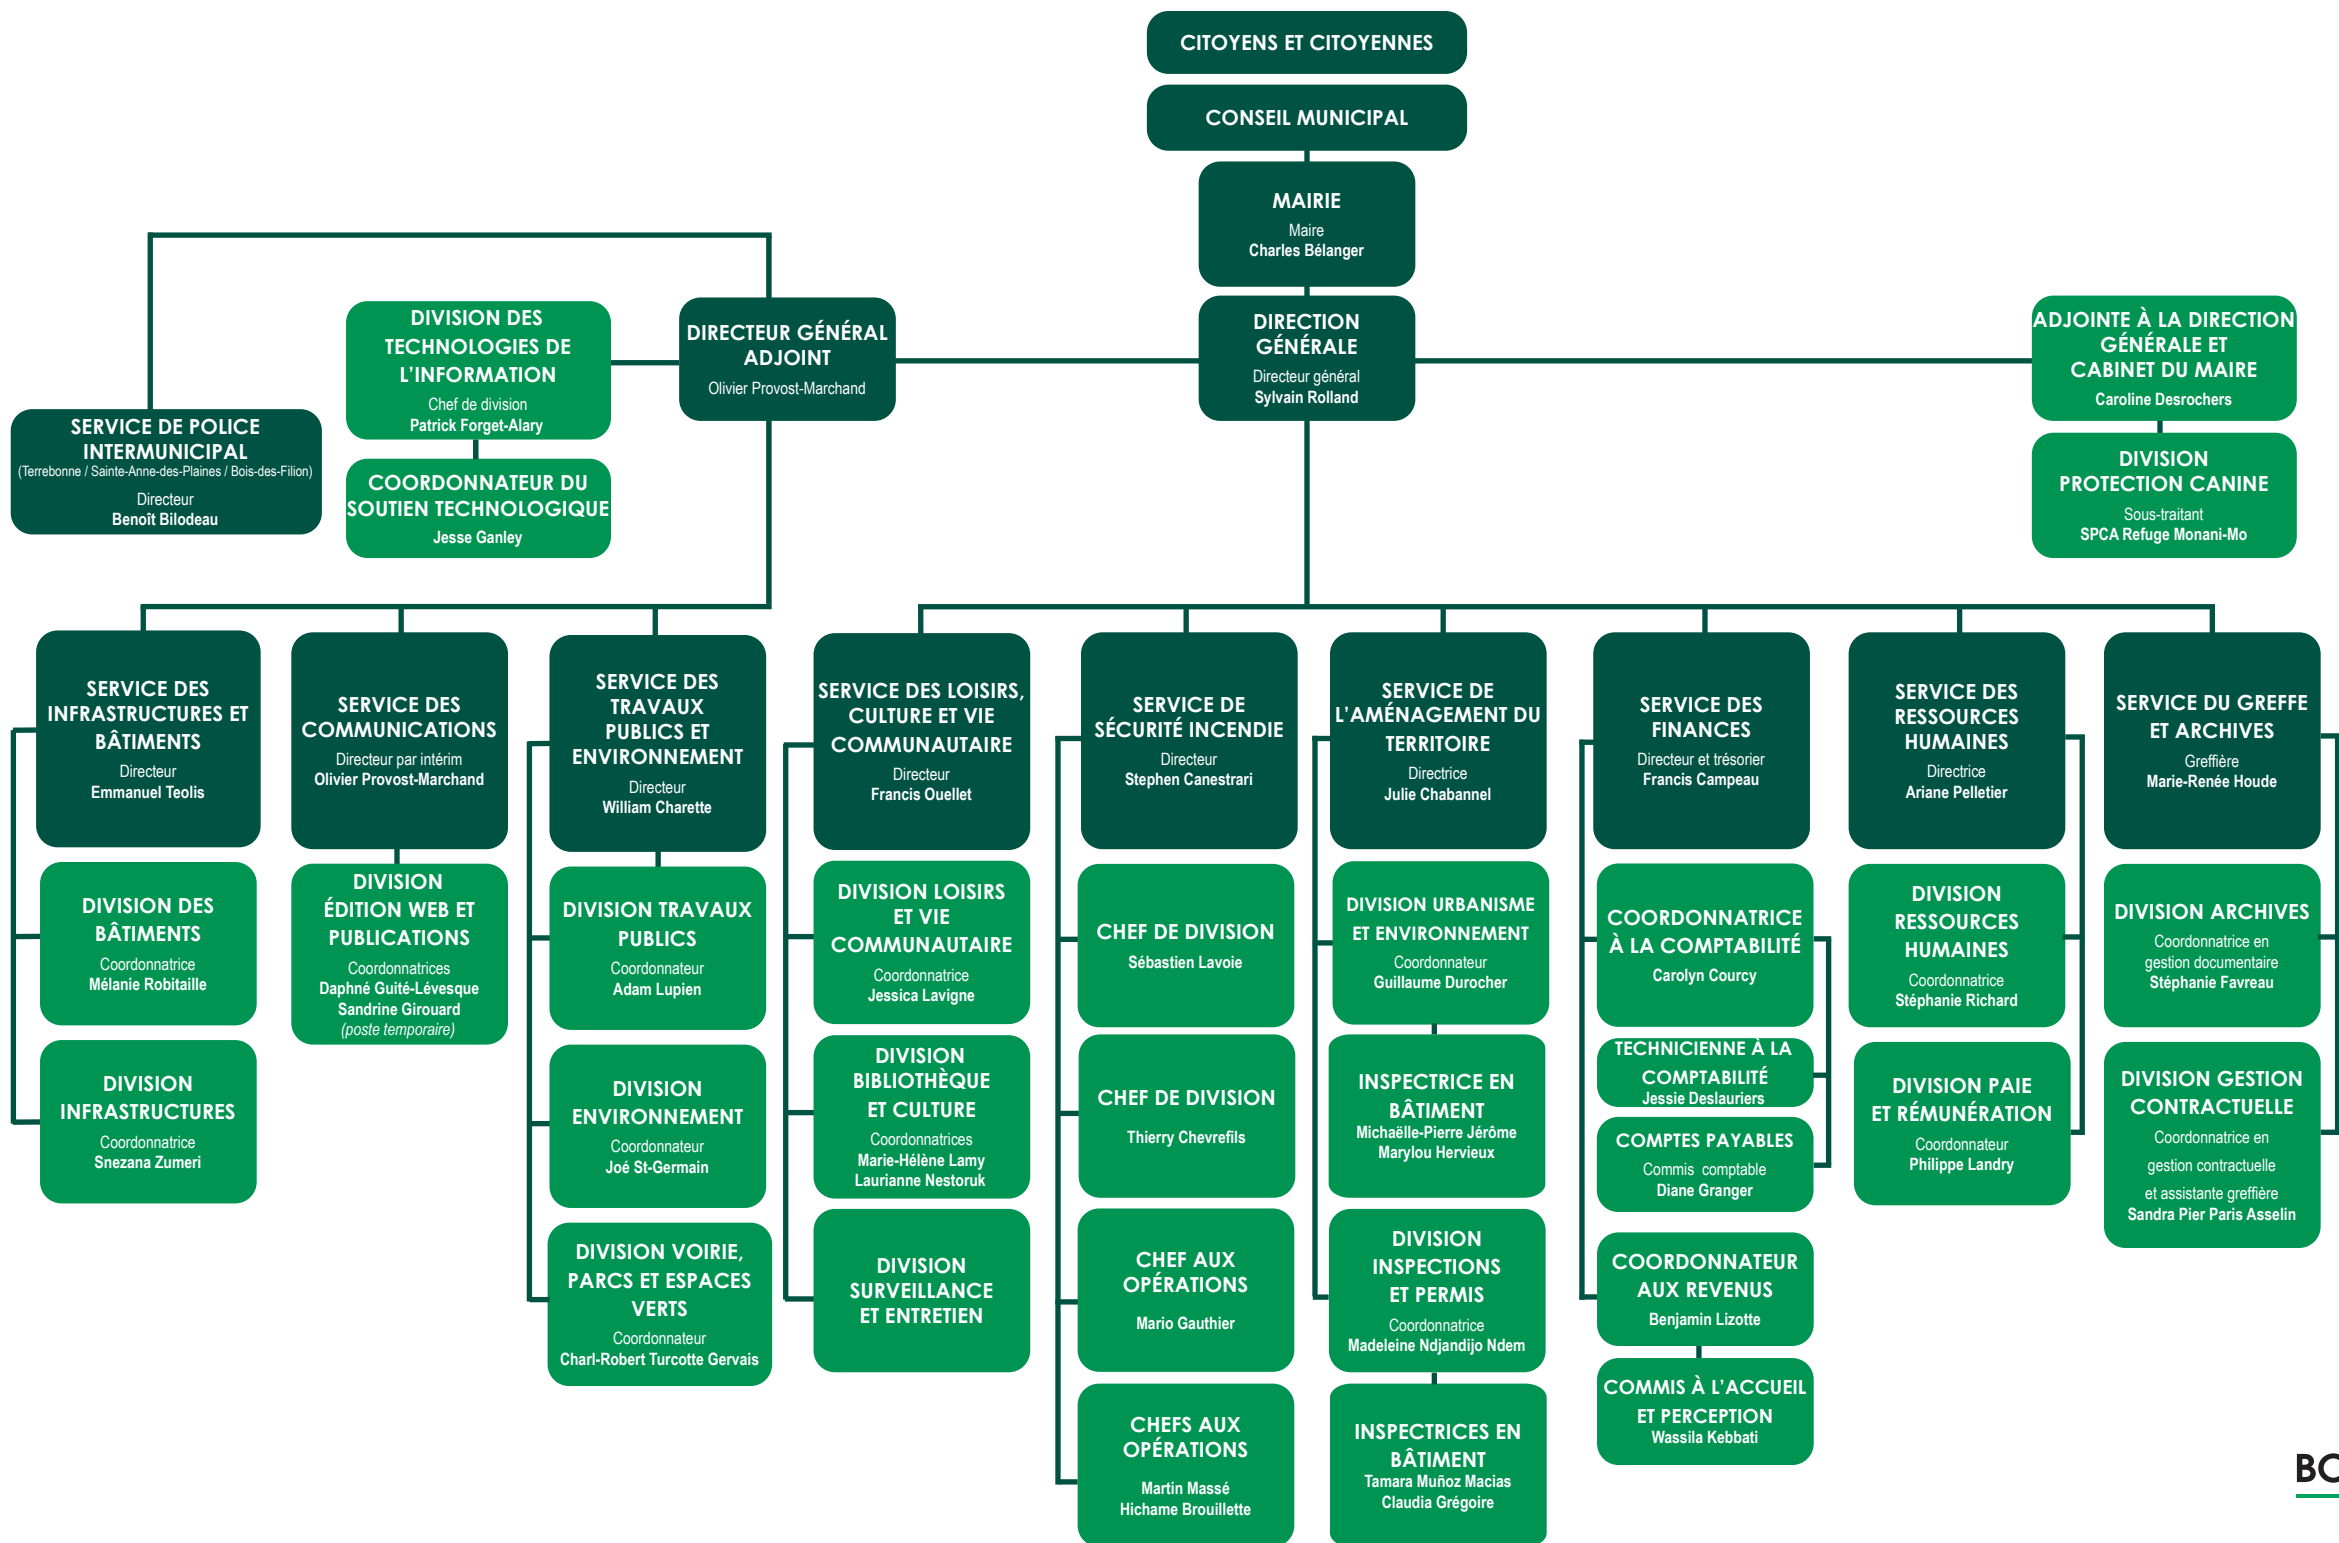 CITOYENS ET CITOYENNES
CONSEIL MUNICIPAL
MAIRIE
Maire
Charles Bélanger
DIRECTION
GÉNÉRALE
Directeur général
Sylvain Rolland
DIRECTEUR GÉNÉRAL
ADJOINT
Olivier Provost-Marchand
DIVISION DES
TECHNOLOGIES DE
L'INFORMATION
Chef de division
Patrick Forget-Alary
COORDONNATEUR DU
SOUTIEN TECHNOLOGIQUE
Jesse Ganley
SERVICE DE POLICE
INTERMUNICIPAL
(Terrebonne / Sainte-Anne-des-Plaines / Bois-des-Filion)
Directeur
Benoît Bilodeau
ADJOINTE À LA DIRECTION
GÉNÉRALE ET
CABINET DU MAIRE
Caroline Desrochers
DIVISION
PROTECTION CANINE
Sous-traitant
SPCA Refuge Monani-Mo
SERVICE DES
INFRASTRUCTURES ET
BÂTIMENTS
Directeur
Emmanuel Teolis
DIVISION DES
BÂTIMENTS
Coordonnatrice
Mélanie Robitaille
DIVISION
INFRASTRUCTURES
Coordonnatrice
Snezana Zumeri
SERVICE DES
COMMUNICATIONS
Directeur par intérim
Olivier Provost-Marchand
DIVISION
ÉDITION WEB ET
PUBLICATIONS
Coordonnatrices
Daphné Guité-Lévesque
Sandrine Girouard
(poste temporaire)
SERVICE DES
TRAVAUX
PUBLICS ET
ENVIRONNEMENT
Directeur
William Charette
DIVISION TRAVAUX
PUBLICS
Coordonnateur
Adam Lupien
DIVISION
ENVIRONNEMENT
Coordonnateur
Joé St-Germain
DIVISION VOIRIE,
PARCS ET ESPACES
VERTS
Coordonnateur
Charl-Robert Turcotte Gervais
SERVICE DES LOISIRS,
CULTURE ET VIE
COMMUNAUTAIRE
Directeur
Francis Ouellet
DIVISION LOISIRS
ET VIE
COMMUNAUTAIRE
Coordonnatrice
Jessica Lavigne
DIVISION
BIBLIOTHÈQUE
ET CULTURE
Coordonnatrices
Marie-Hélène Lamy
Laurianne Nestoruk
DIVISION
SURVEILLANCE
ET ENTRETIEN
SERVICE DE
SÉCURITÉ INCENDIE
Directeur
Stephen Canestrari
CHEF DE DIVISION
Sébastien Lavoie
CHEF DE DIVISION
Thierry Chevrefils
CHEF AUX
OPÉRATIONS
Mario Gauthier
CHEFS AUX
OPÉRATIONS
Martin Massé
Hichame Brouillette
SERVICE DE
L'AMÉNAGEMENT DU
TERRITOIRE
Directrice
Julie Chabannel
DIVISION URBANISME
ET ENVIRONNEMENT
Coordonnateur
Guillaume Durocher
INSPECTRICE EN
BÂTIMENT
Michaëlle-Pierre Jérôme
Marylou Hervieux
DIVISION
INSPECTIONS
ET PERMIS
Coordonnatrice
Madeleine Ndjandijo Ndem
INSPECTRICES EN
BÂTIMENT
Tamara Muñoz Macias
Claudia Grégoire
SERVICE DES
FINANCES
Directeur et trésorier
Francis Campeau
COORDONNATRICE
À LA COMPTABILITÉ
Carolyn Courcy
TECHNICIENNE À LA
COMPTABILITÉ
Jessie Deslauriers
COMPTES PAYABLES
Commis comptable
Diane Granger
COORDONNATEUR
AUX REVENUS
Benjamin Lizotte
COMMIS À L'ACCUEIL
ET PERCEPTION
Wassila Kebbati
SERVICE DES
RESSOURCES
HUMAINES
Directrice
Ariane Pelletier
DIVISION
RESSOURCES
HUMAINES
Coordonnatrice
Stéphanie Richard
DIVISION PAIE
ET RÉMUNÉRATION
Coordonnateur
Philippe Landry
SERVICE DU GREFFE
ET ARCHIVES
Greffière
Marie-Renée Houde
DIVISION ARCHIVES
Coordonnatrice en
gestion documentaire
Stéphanie Favreau
DIVISION GESTION
CONTRACTUELLE
Coordonnatrice en
gestion contractuelle
et assistante greffière
Sandra Pier Paris Asselin